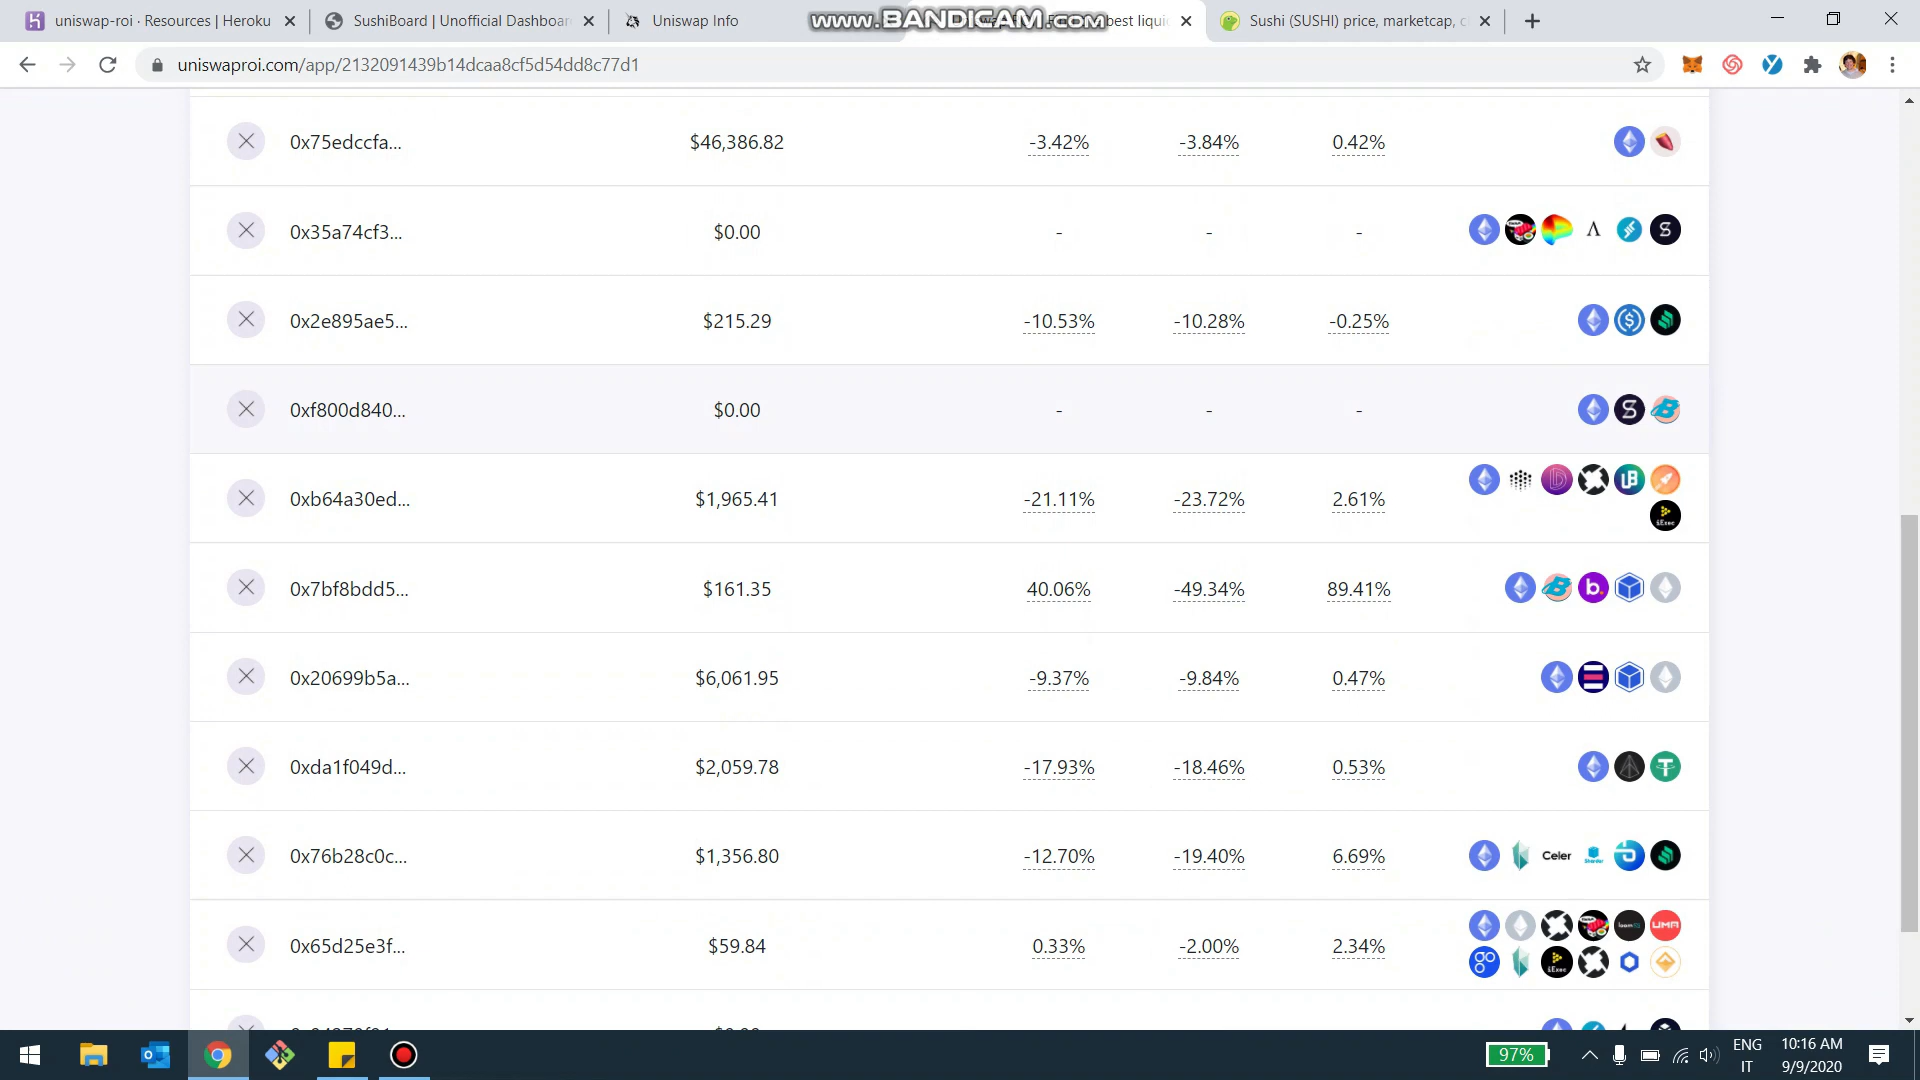 uniswap-roi · Resources | Heroku
SushiBoard | Unofficial Dashboar
Uniswap Info
best liqui
Sushi (SUSHI) price, marketcap, c
www.BANDICAM.com
uniswaproi.com/app/2132091439b14dcaa8cf5d54dd8c77d1
0x75edccfa... $46,386.82 -3.42% -3.84% 0.42%
0x35a74cf3... $0.00 - - -
0x2e895ae5... $215.29 -10.53% -10.28% -0.25%
0xf800d840... $0.00 - - -
0xb64a30ed... $1,965.41 -21.11% -23.72% 2.61%
iExec
0x7bf8bdd5... $161.35 40.06% -49.34% 89.41%
b.
0x20699b5a... $6,061.95 -9.37% -9.84% 0.47%
0xda1f049d... $2,059.78 -17.93% -18.46% 0.53%
0x76b28c0c... $1,356.80 -12.70% -19.40% 6.69% Celer
0x65d25e3f... $59.84 0.33% -2.00% 2.34%
UMA
iExec
97%
ENG
IT
10:16 AM
9/9/2020